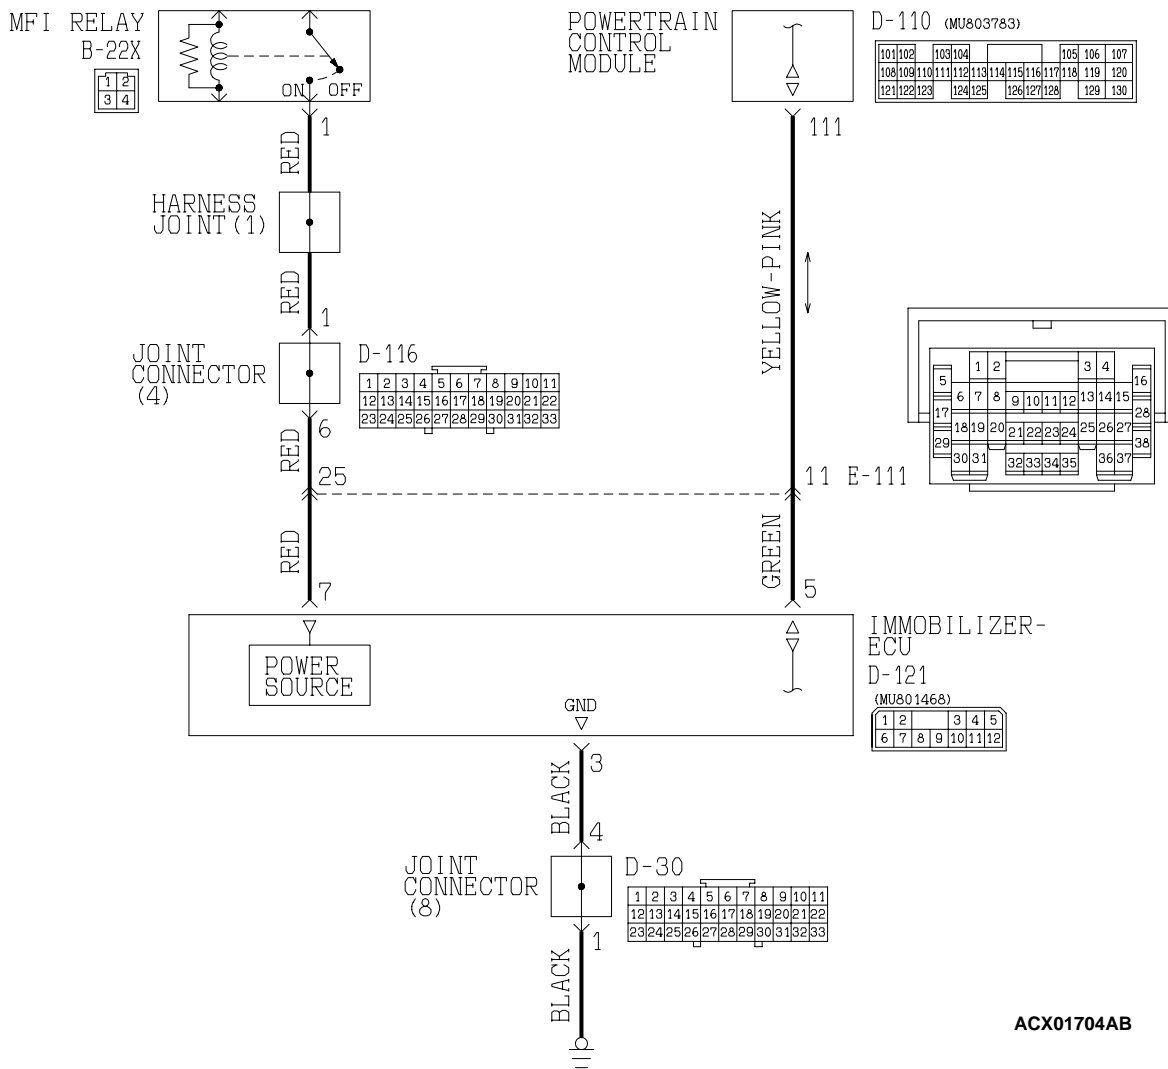 MFI RELAY
B-22X
1 2
3 4
ON OFF
1
RED
HARNESS
JOINT (1)
RED
1
JOINT
CONNECTOR
(4)
D-116
1 2 3 4 5 6 7 8 9 10 11
12 13 14 15 16 17 18 19 20 21 22
23 24 25 26 27 28 29 30 31 32 33
6
RED
25
RED
7
POWERTRAIN
CONTROL
MODULE
D-110 (MU803783)
101 102 103 104 105 106 107
108 109 110 111 112 113 114 115 116 117 118 119 120
121 122 123 124 125 126 127 128 129 130
111
YELLOW-PINK
11 E-111
1 2 3 4
5 16
6 7 8 9 10 11 12 13 14 15
17 28
18 19 20 21 22 23 24 25 26 27
29 38
30 31 32 33 34 35 36 37
GREEN
5
IMMOBILIZER-
ECU
D-121
(MU801468)
1 2 3 4 5
6 7 8 9 10 11 12
POWER
SOURCE
GND
3
BLACK
4
JOINT
CONNECTOR
(8)
D-30
1 2 3 4 5 6 7 8 9 10 11
12 13 14 15 16 17 18 19 20 21 22
23 24 25 26 27 28 29 30 31 32 33
1
BLACK
ACX01704AB